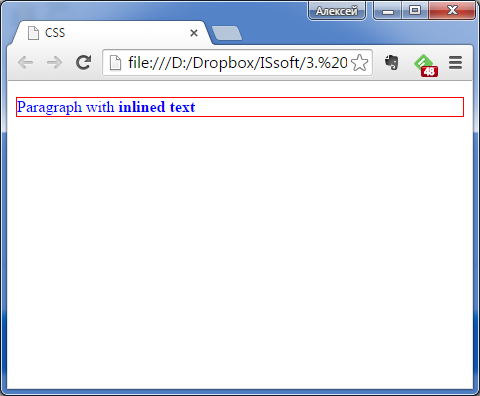 Алексей
CSS
file:///D:/Dropbox/ISsoft/3.%20
48
Paragraph with inlined text